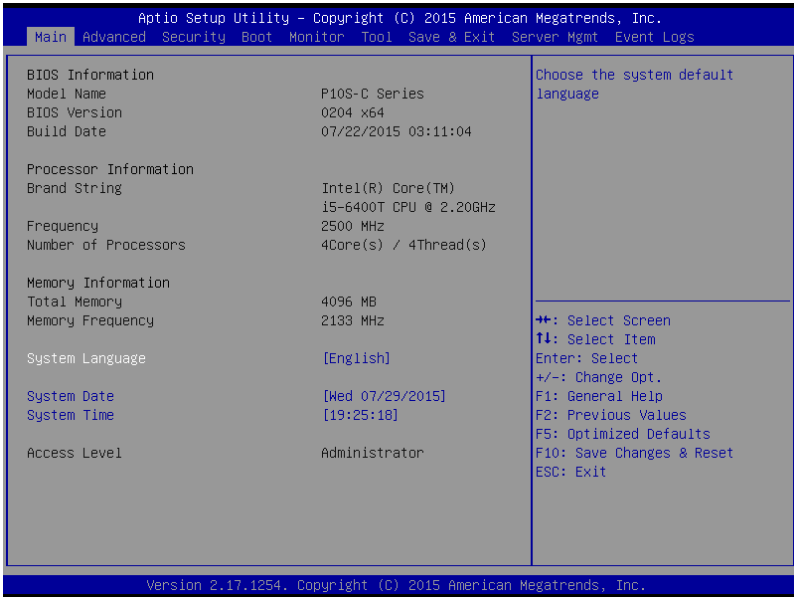 Aptio Setup Utility – Copyright (C) 2015 American Megatrends, Inc.
Main Advanced Security Boot Monitor Tool Save & Exit Server Mgmt Event Logs
BIOS Information
Model Name P10S-C Series
BIOS Version 0204 x64
Build Date 07/22/2015 03:11:04
Processor Information
Brand String Intel(R) Core(TM)
i5-6400T CPU @ 2.20GHz
Frequency 2500 MHz
Number of Processors 4Core(s) / 4Thread(s)
Memory Information
Total Memory 4096 MB
Memory Frequency 2133 MHz
System Language [English]
System Date [Wed 07/29/2015]
System Time [19:25:18]
Access Level Administrator
Choose the system default
language
→←: Select Screen
↑↓: Select Item
Enter: Select
+/-: Change Opt.
F1: General Help
F2: Previous Values
F5: Optimized Defaults
F10: Save Changes & Reset
ESC: Exit
Version 2.17.1254. Copyright (C) 2015 American Megatrends, Inc.